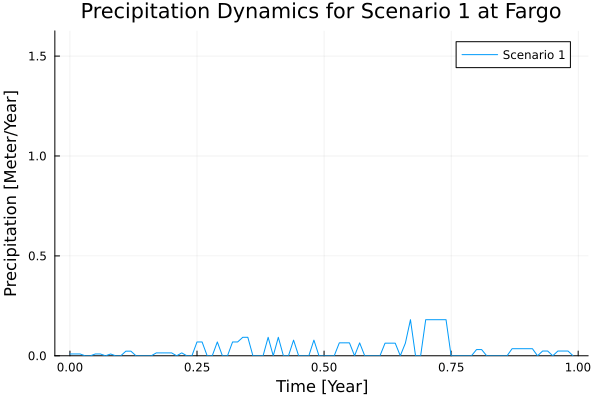 Precipitation Dynamics for Scenario 1 at Fargo
Scenario 1
Precipitation [Meter/Year]
1.5
1.0
0.5
0.0
0.00
0.25
0.50
0.75
1.00
Time [Year]